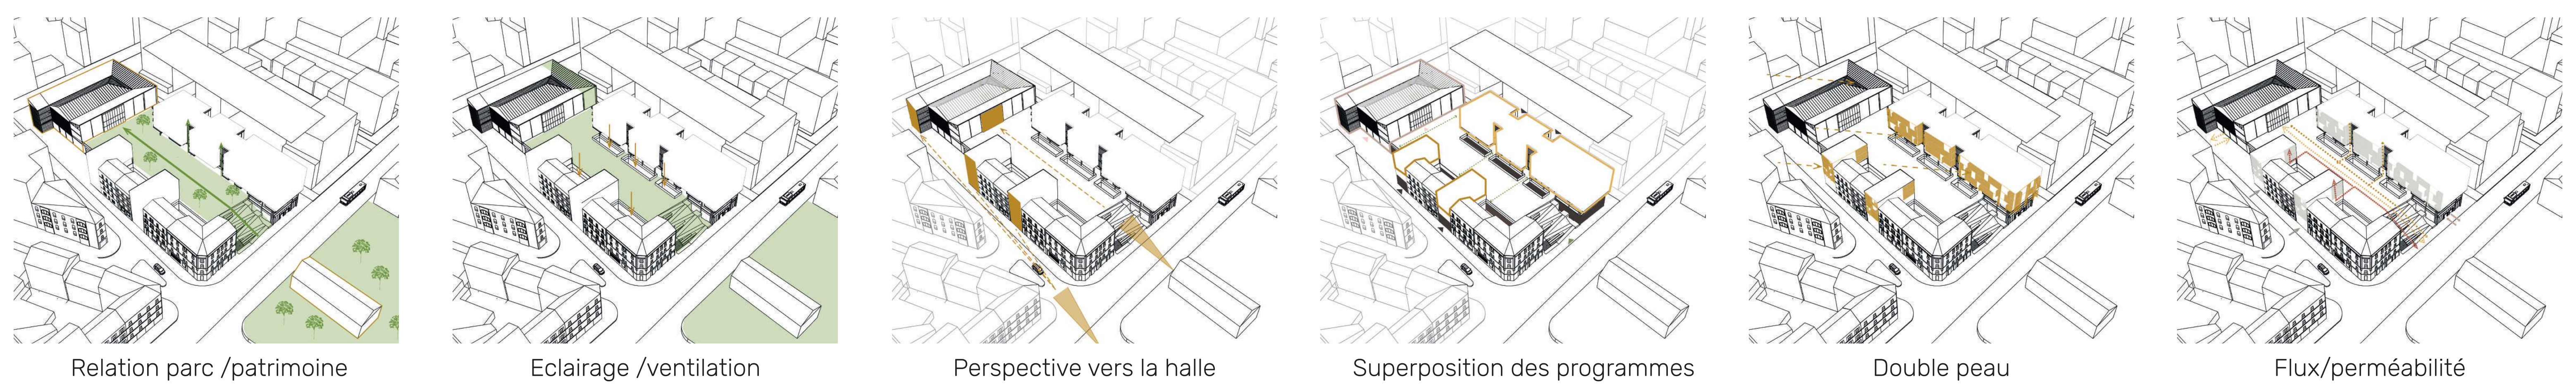 Relation parc /patrimoine
Eclairage /ventilation
Perspective vers la halle
Superposition des programmes
Double peau
Flux/perméabilité